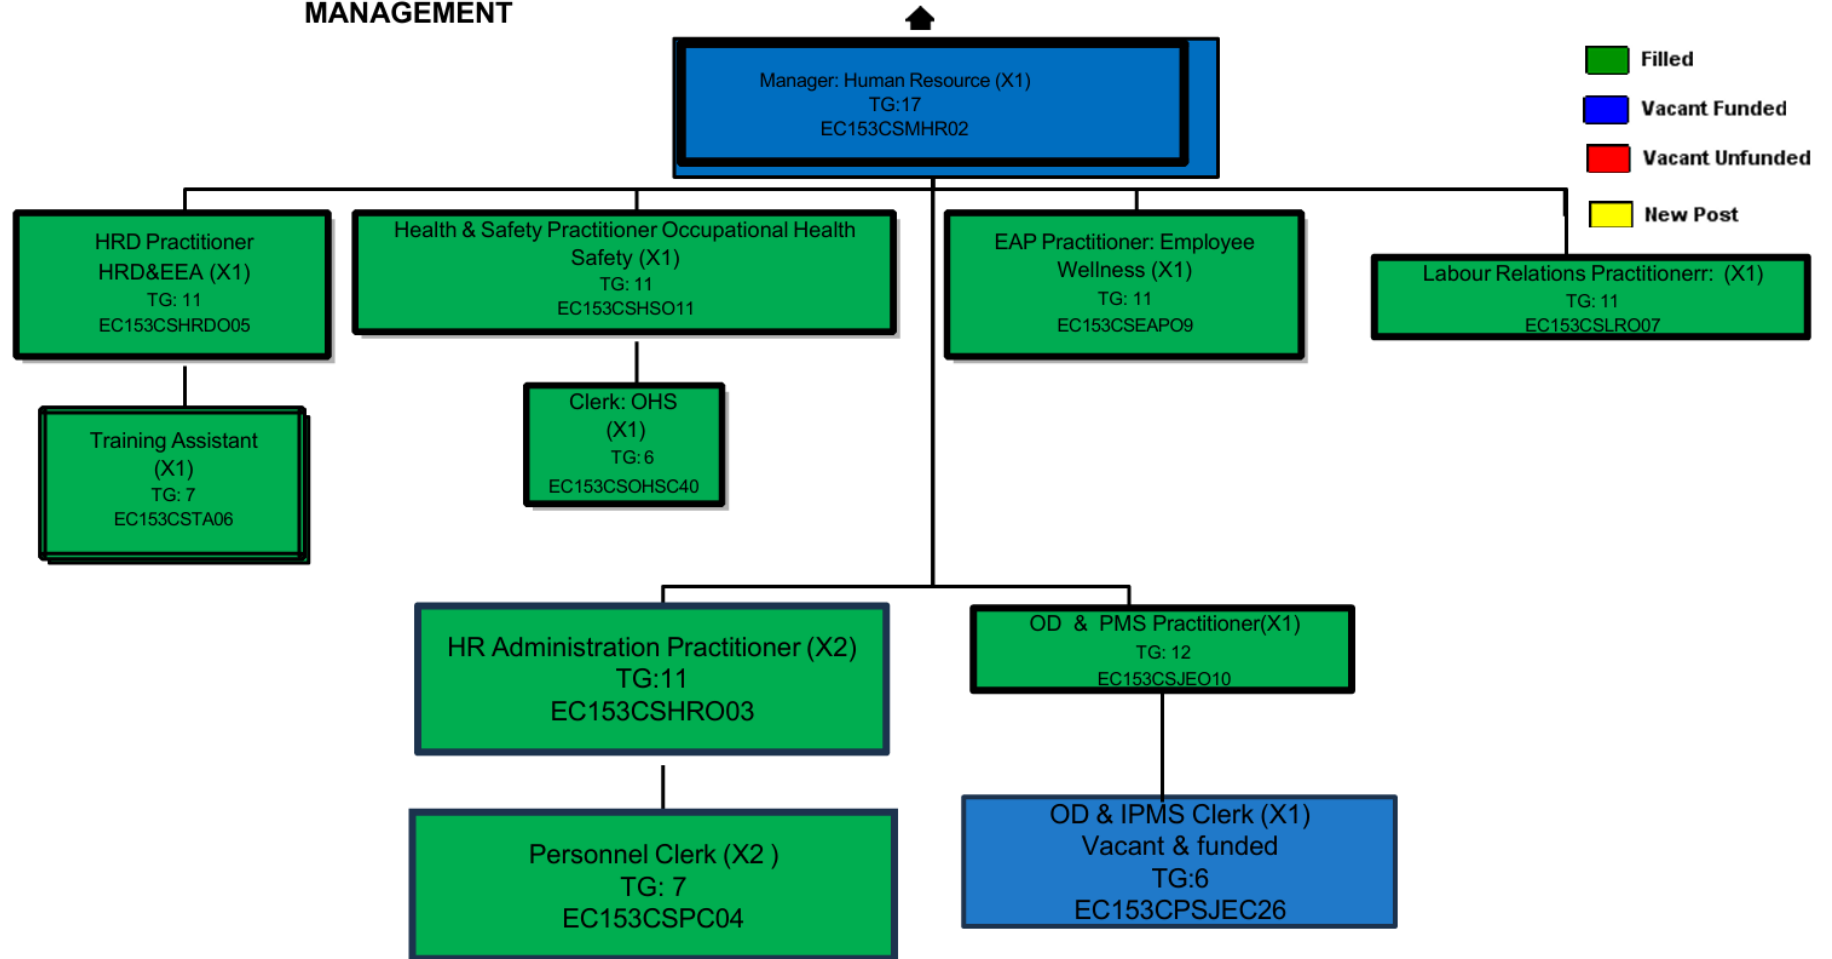 MANAGEMENT
Manager: Human Resource (X1)
TG:17
EC153CSMHR02
Filled
Vacant Funded
Vacant Unfunded
New Post
HRD Practitioner
HRD&EEA (X1)
TG: 11
EC153CSHRDO05
Health & Safety Practitioner Occupational Health
Safety (X1)
TG: 11
EC153CSHSO11
EAP Practitioner: Employee
Wellness (X1)
TG: 11
EC153CSEAPO9
Labour Relations Practitionerr: (X1)
TG: 11
EC153CSLRO07
Training Assistant
(X1)
TG: 7
EC153CSTA06
Clerk: OHS
(X1)
TG: 6
EC153CSOHSC40
HR Administration Practitioner (X2)
TG:11
EC153CSHRO03
OD & PMS Practitioner(X1)
TG: 12
EC153CSJEO10
Personnel Clerk (X2 )
TG: 7
EC153CSPC04
OD & IPMS Clerk (X1)
Vacant & funded
TG:6
EC153CPSJEC26